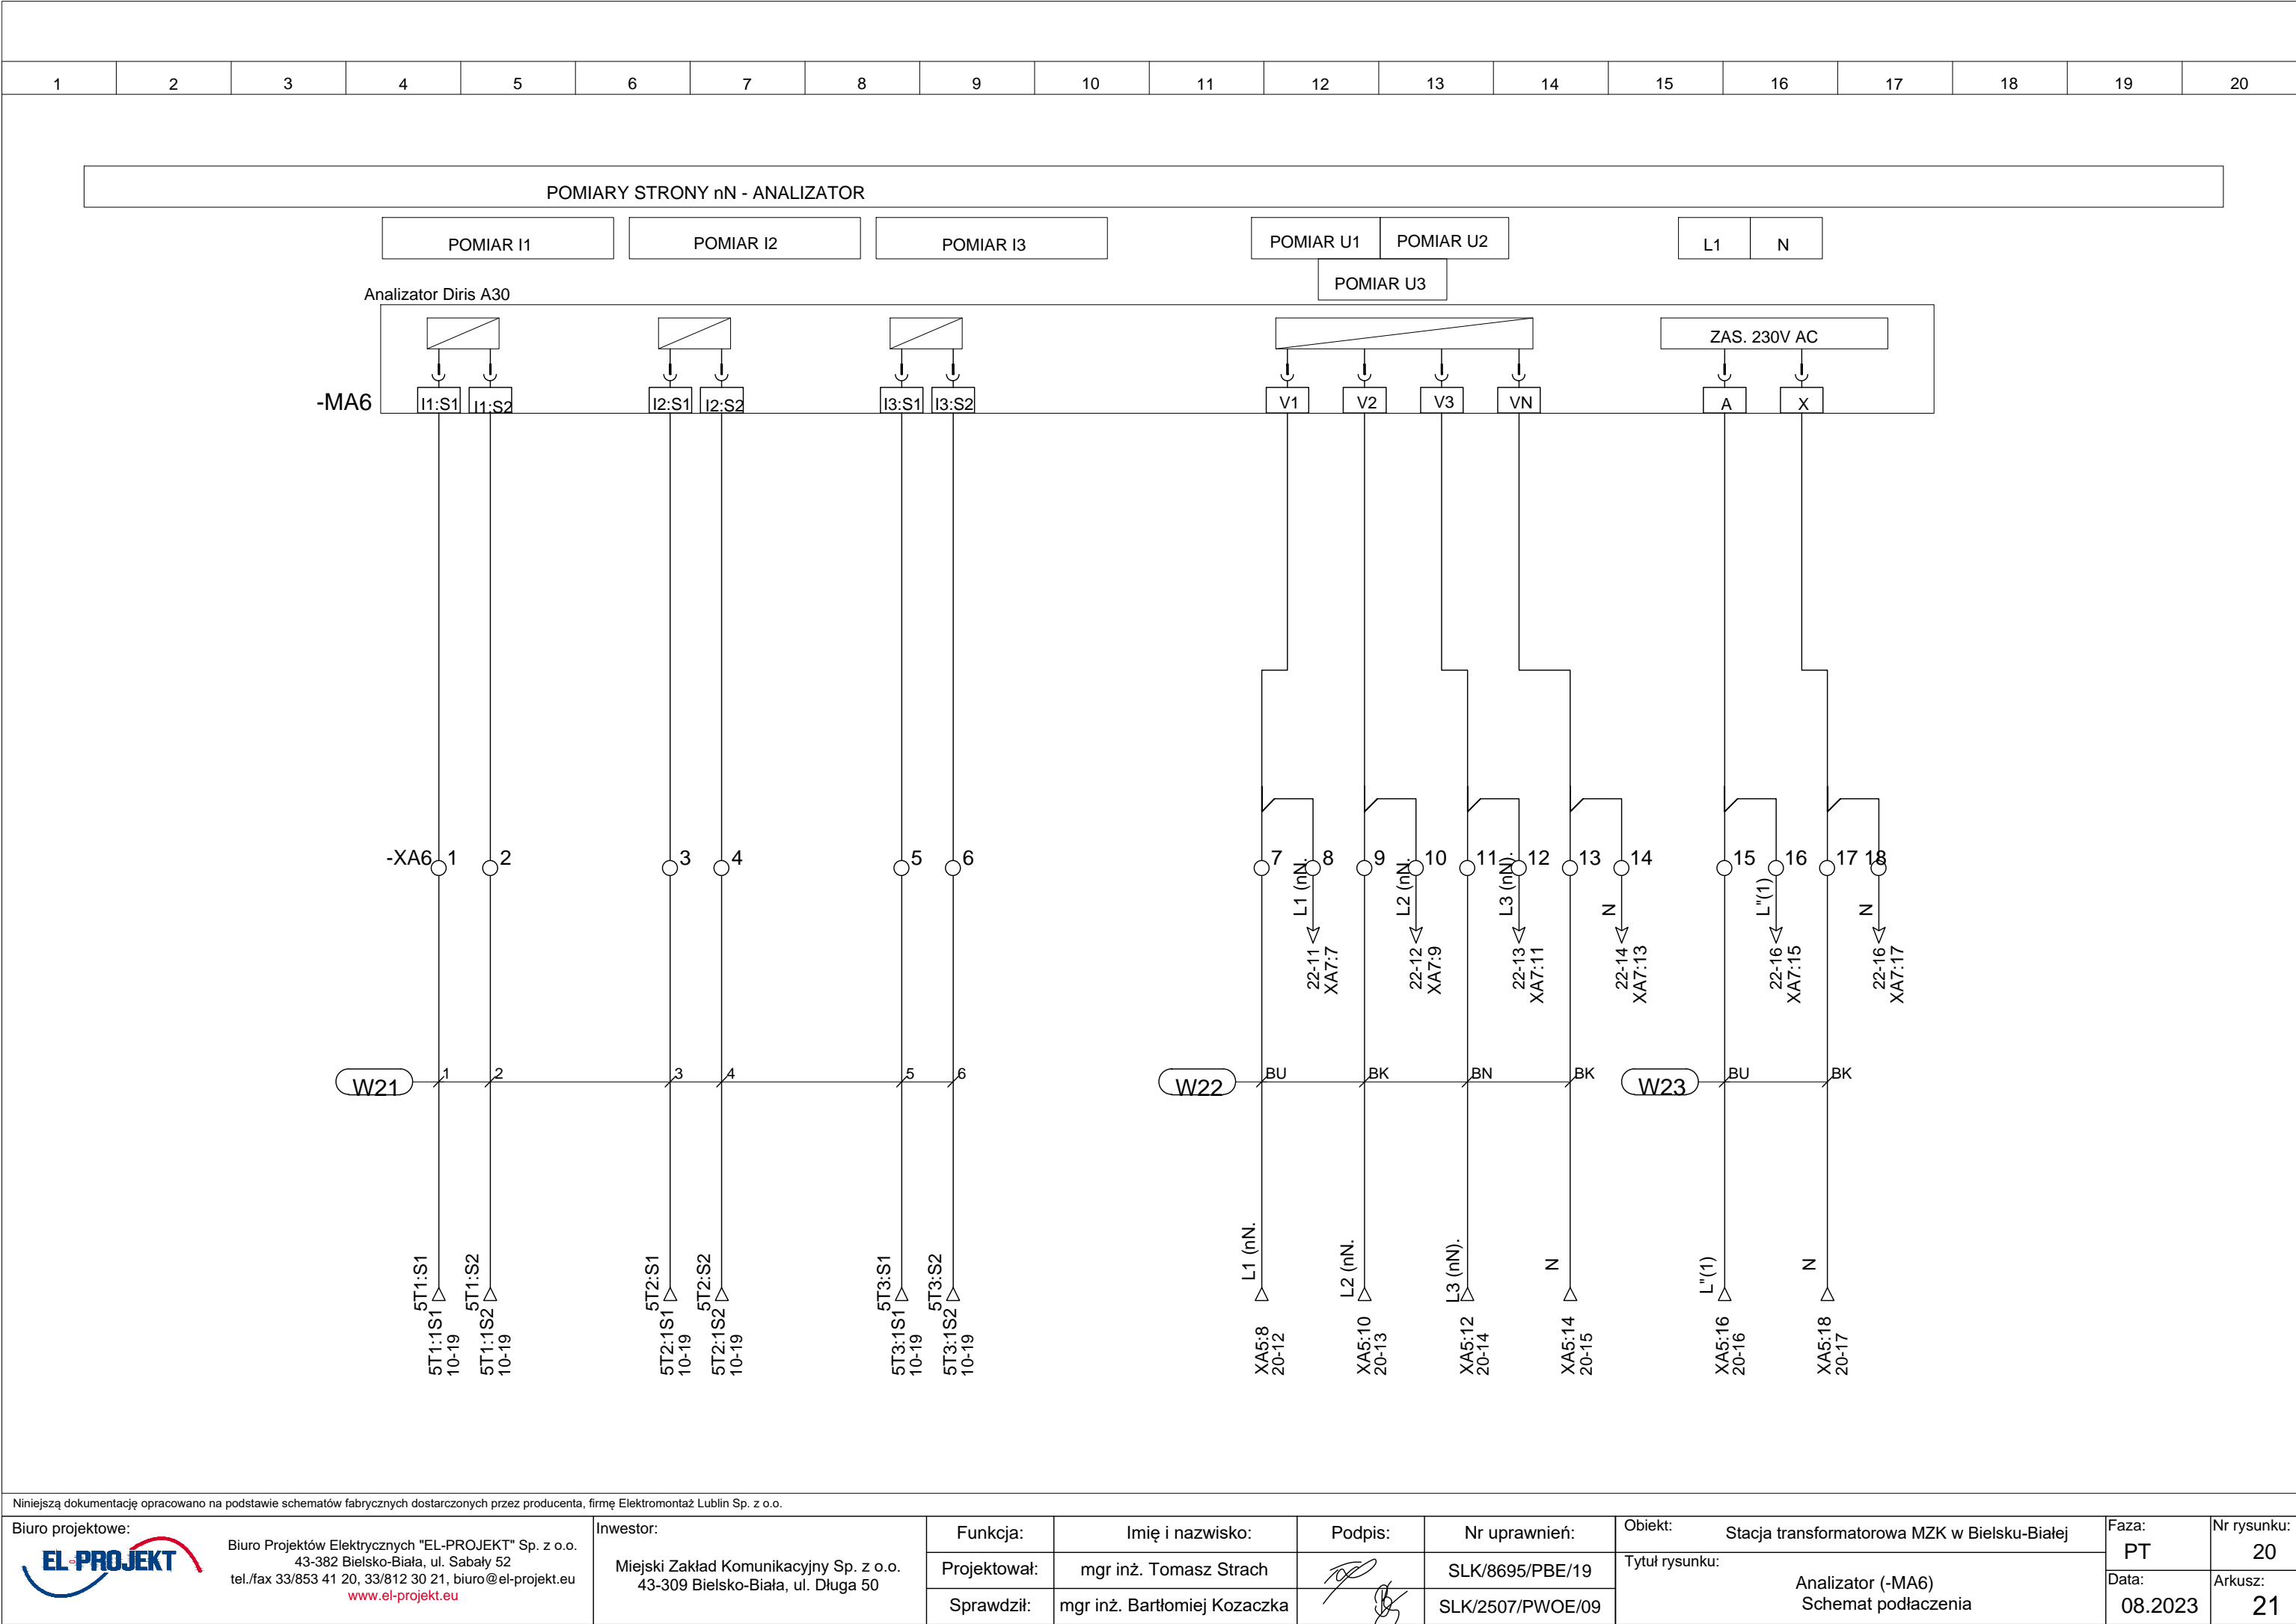 1 2 3 4 5 6 7 8 9 10 11 12 13 14 15 16 17 18 19 20
POMIARY STRONY nN - ANALIZATOR
POMIAR I1 POMIAR I2 POMIAR I3 POMIAR U1 POMIAR U2 L1 N
POMIAR U3
Analizator Diris A30
ZAS. 230V AC
-MA6 I1:S1 I1:S2 I2:S1 I2:S2 I3:S1 I3:S2 V1 V2 V3 VN A X
-XA6 1 2 3 4 5 6 7 8 9 10 11 12 13 14 15 16 17 18
L1 (nN. L2 (nN. L3 (nN). N L"(1) N
22-11 22-12 22-13 22-14 22-16 22-16
XA7:7 XA7:9 XA7:11 XA7:13 XA7:15 XA7:17
W21 1 2 3 4 5 6 W22 BU BK BN BK W23 BU BK
5T1:S1 5T1:S2 5T2:S1 5T2:S2 5T3:S1 5T3:S2 L1 (nN. L2 (nN. L3 (nN). N L"(1) N
5T1:1S1 5T1:1S2 5T2:1S1 5T2:1S2 5T3:1S1 5T3:1S2 XA5:8 XA5:10 XA5:12 XA5:14 XA5:16 XA5:18
10-19 10-19 10-19 10-19 10-19 10-19 20-12 20-13 20-14 20-15 20-16 20-17
Niniejszą dokumentację opracowano na podstawie schematów fabrycznych dostarczonych przez producenta, firmę Elektromontaż Lublin Sp. z o.o.
Biuro projektowe:
EL-PROJEKT
Biuro Projektów Elektrycznych "EL-PROJEKT" Sp. z o.o.
43-382 Bielsko-Biała, ul. Sabały 52
tel./fax 33/853 41 20, 33/812 30 21, biuro@el-projekt.eu
www.el-projekt.eu
Inwestor:
Miejski Zakład Komunikacyjny Sp. z o.o.
43-309 Bielsko-Biała, ul. Długa 50
Funkcja: Imię i nazwisko: Podpis: Nr uprawnień:
Projektował: mgr inż. Tomasz Strach SLK/8695/PBE/19
Sprawdził: mgr inż. Bartłomiej Kozaczka SLK/2507/PWOE/09
Obiekt: Stacja transformatorowa MZK w Bielsku-Białej
Tytuł rysunku:
Analizator (-MA6)
Schemat podłaczenia
Faza:
PT
Nr rysunku:
20
Data:
08.2023
Arkusz:
21